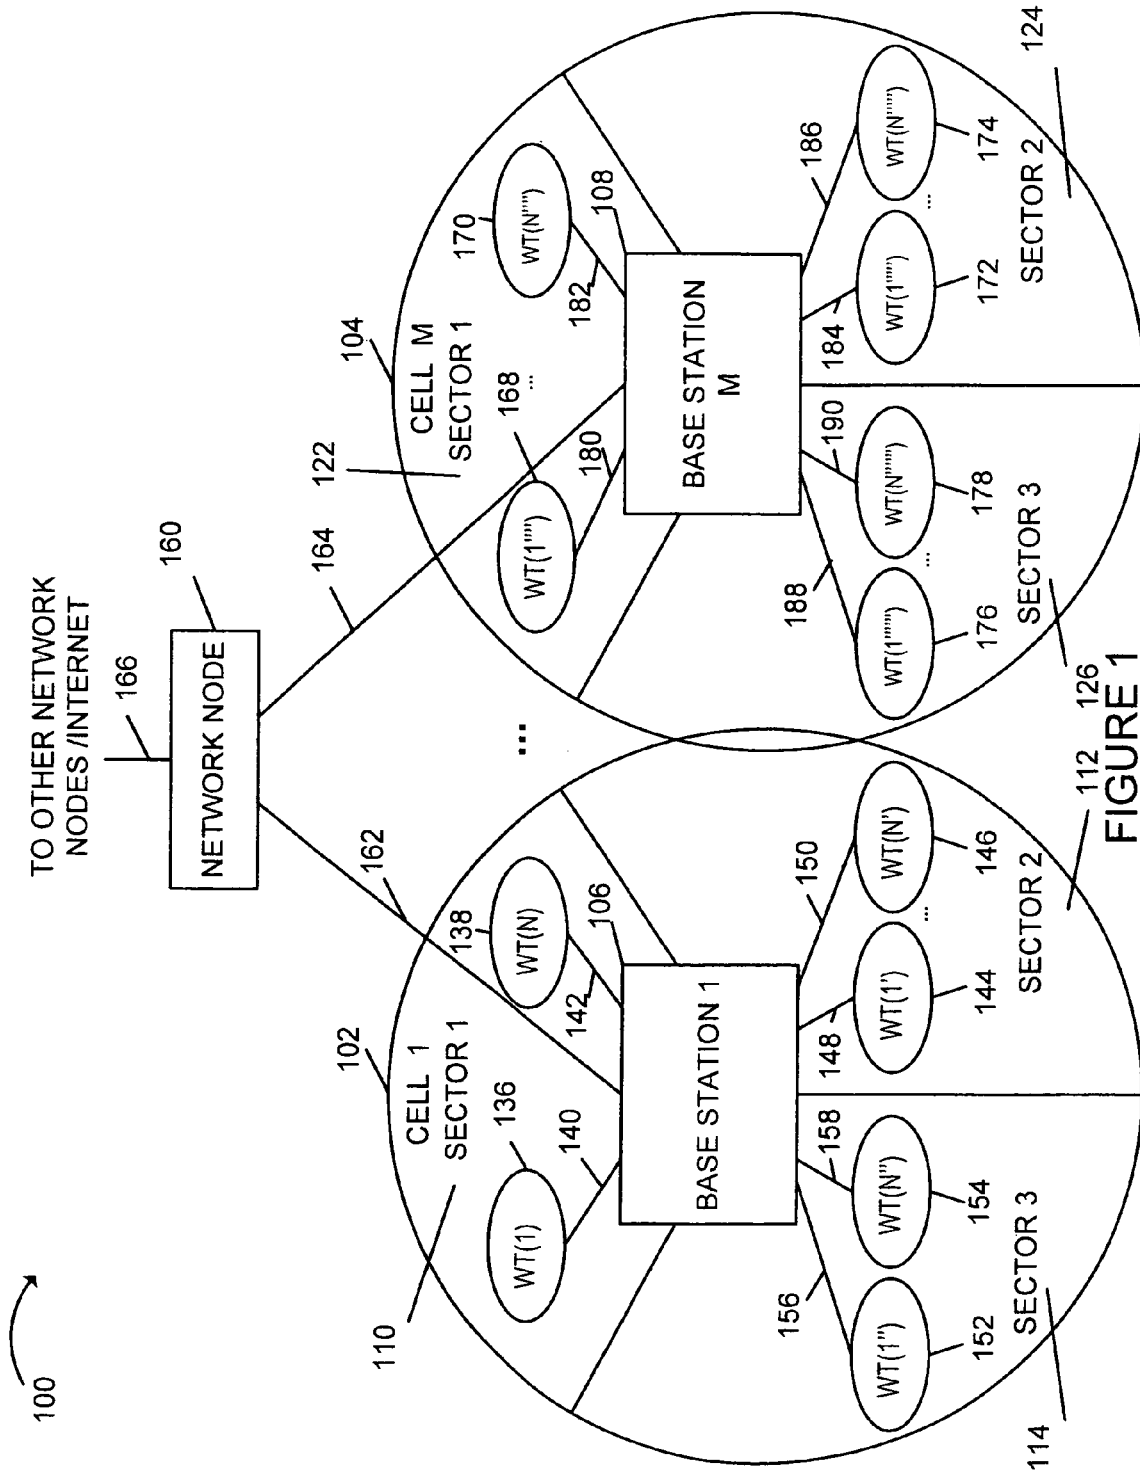 100
TO OTHER NETWORK
NODES /INTERNET
166
160
NETWORK NODE
162
164
...
102
CELL 1
SECTOR 1
110
136
WT(1)
140
138
WT(N)
142
106
BASE STATION 1
148
150
WT(1')
144
...
WT(N')
146
SECTOR 2
112
156
158
WT(1'')
152
WT(N'')
154
SECTOR 3
114
104
CELL M
SECTOR 1
122
168
...
WT(1''')
180
170
WT(N''')
182
108
BASE STATION
M
184
186
WT(1'''')
172
...
WT(N'''')
174
SECTOR 2
124
188
190
WT(1''''')
176
...
WT(N''''')
178
SECTOR 3
126
FIGURE 1